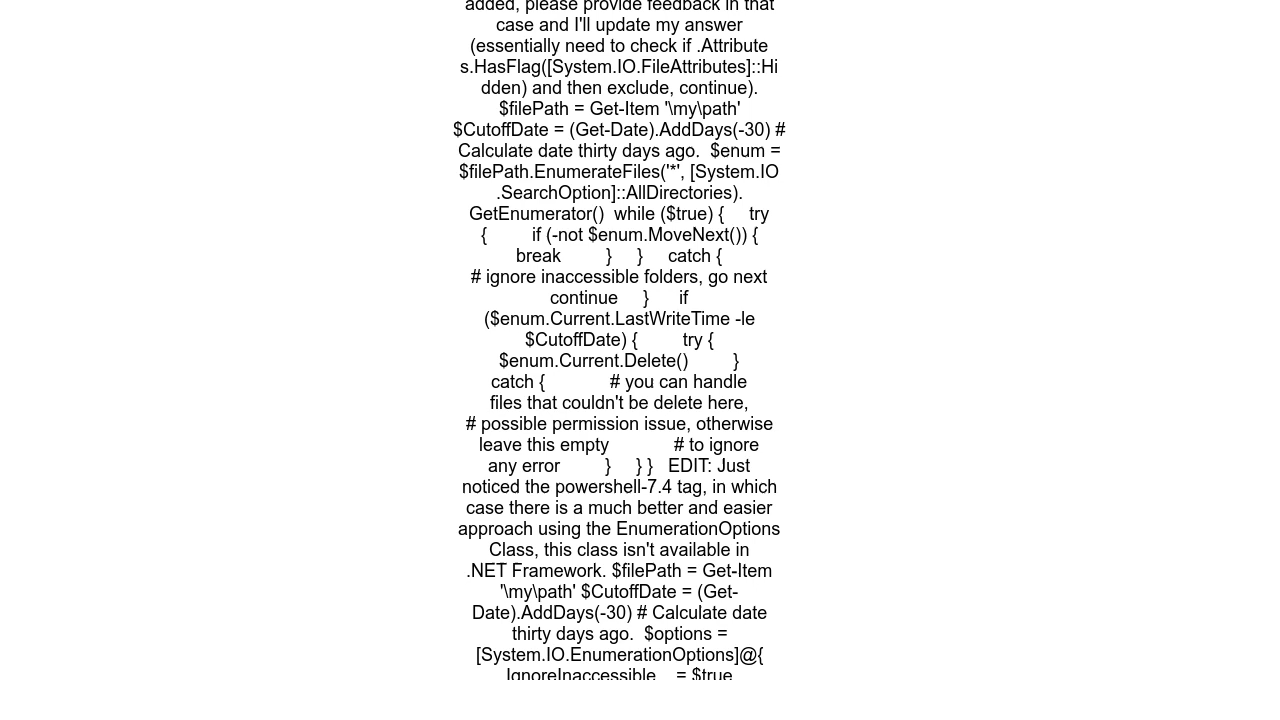 added, please provide feedback in that
case and I'll update my answer
(essentially need to check if .Attribute
s.HasFlag([System.IO.FileAttributes]::Hi
dden) and then exclude, continue).
$filePath = Get-Item '\my\path'
$CutoffDate = (Get-Date).AddDays(-30) #
Calculate date thirty days ago.  $enum =
$filePath.EnumerateFiles('*', [System.IO
.SearchOption]::AllDirectories).
GetEnumerator()  while ($true) {     try
{         if (-not $enum.MoveNext()) {
break         }     }     catch {
# ignore inaccessible folders, go next
continue     }      if
($enum.Current.LastWriteTime -le
$CutoffDate) {         try {
$enum.Current.Delete()         }
catch {             # you can handle
files that couldn't be delete here,
# possible permission issue, otherwise
leave this empty             # to ignore
any error         }     } }   EDIT: Just
noticed the powershell-7.4 tag, in which
case there is a much better and easier
approach using the EnumerationOptions
Class, this class isn't available in
.NET Framework. $filePath = Get-Item
'\my\path' $CutoffDate = (Get-
Date).AddDays(-30) # Calculate date
thirty days ago.  $options =
[System.IO.EnumerationOptions]@{
IgnoreInaccessible    = $true